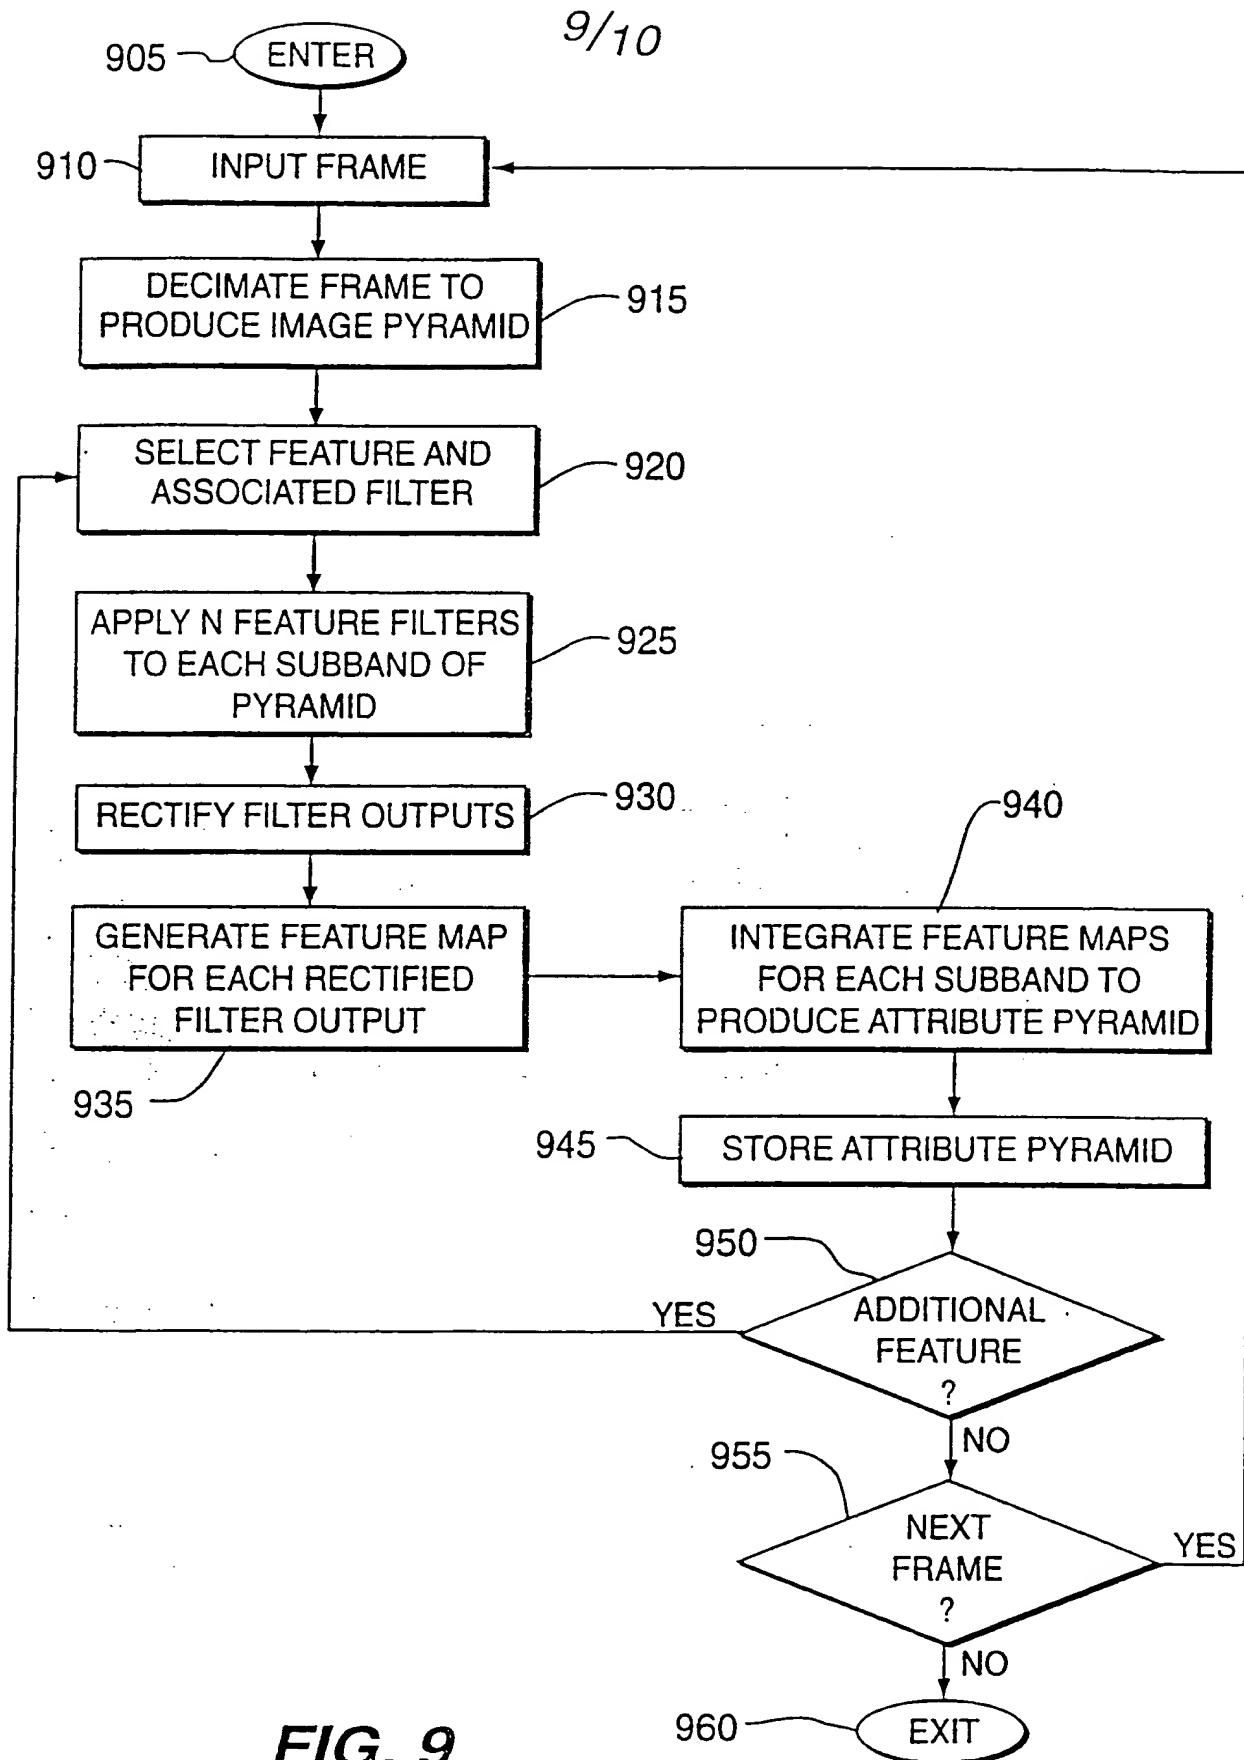 9/10
905
ENTER
910
INPUT FRAME
DECIMATE FRAME TO
PRODUCE IMAGE PYRAMID
915
SELECT FEATURE AND
ASSOCIATED FILTER
920
APPLY N FEATURE FILTERS
TO EACH SUBBAND OF
PYRAMID
925
RECTIFY FILTER OUTPUTS
930
GENERATE FEATURE MAP
FOR EACH RECTIFIED
FILTER OUTPUT
935
940
INTEGRATE FEATURE MAPS
FOR EACH SUBBAND TO
PRODUCE ATTRIBUTE PYRAMID
945
STORE ATTRIBUTE PYRAMID
950
YES
ADDITIONAL
FEATURE
?
NO
955
NEXT
FRAME
?
YES
NO
960
EXIT
FIG. 9